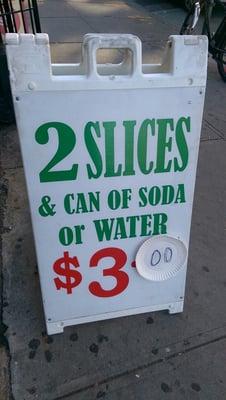 2 SLICES
& CAN OF SODA
or WATER
$3.00